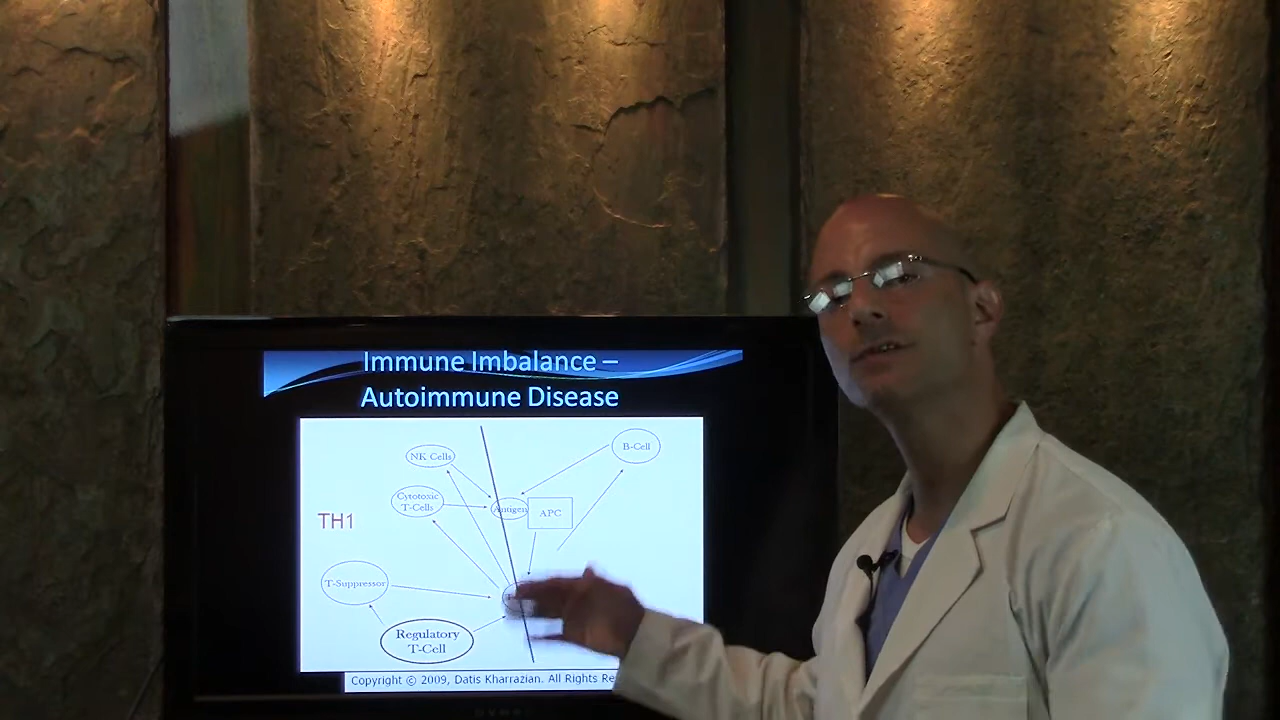 Immune Imbalance –
Autoimmune Disease
NK Cells
B-Cell
Cytotoxic
T-Cells
Antigen
APC
TH1
T-Suppressor
Regulatory
T-Cell
Copyright © 2009, Datis Kharrazian. All Rights